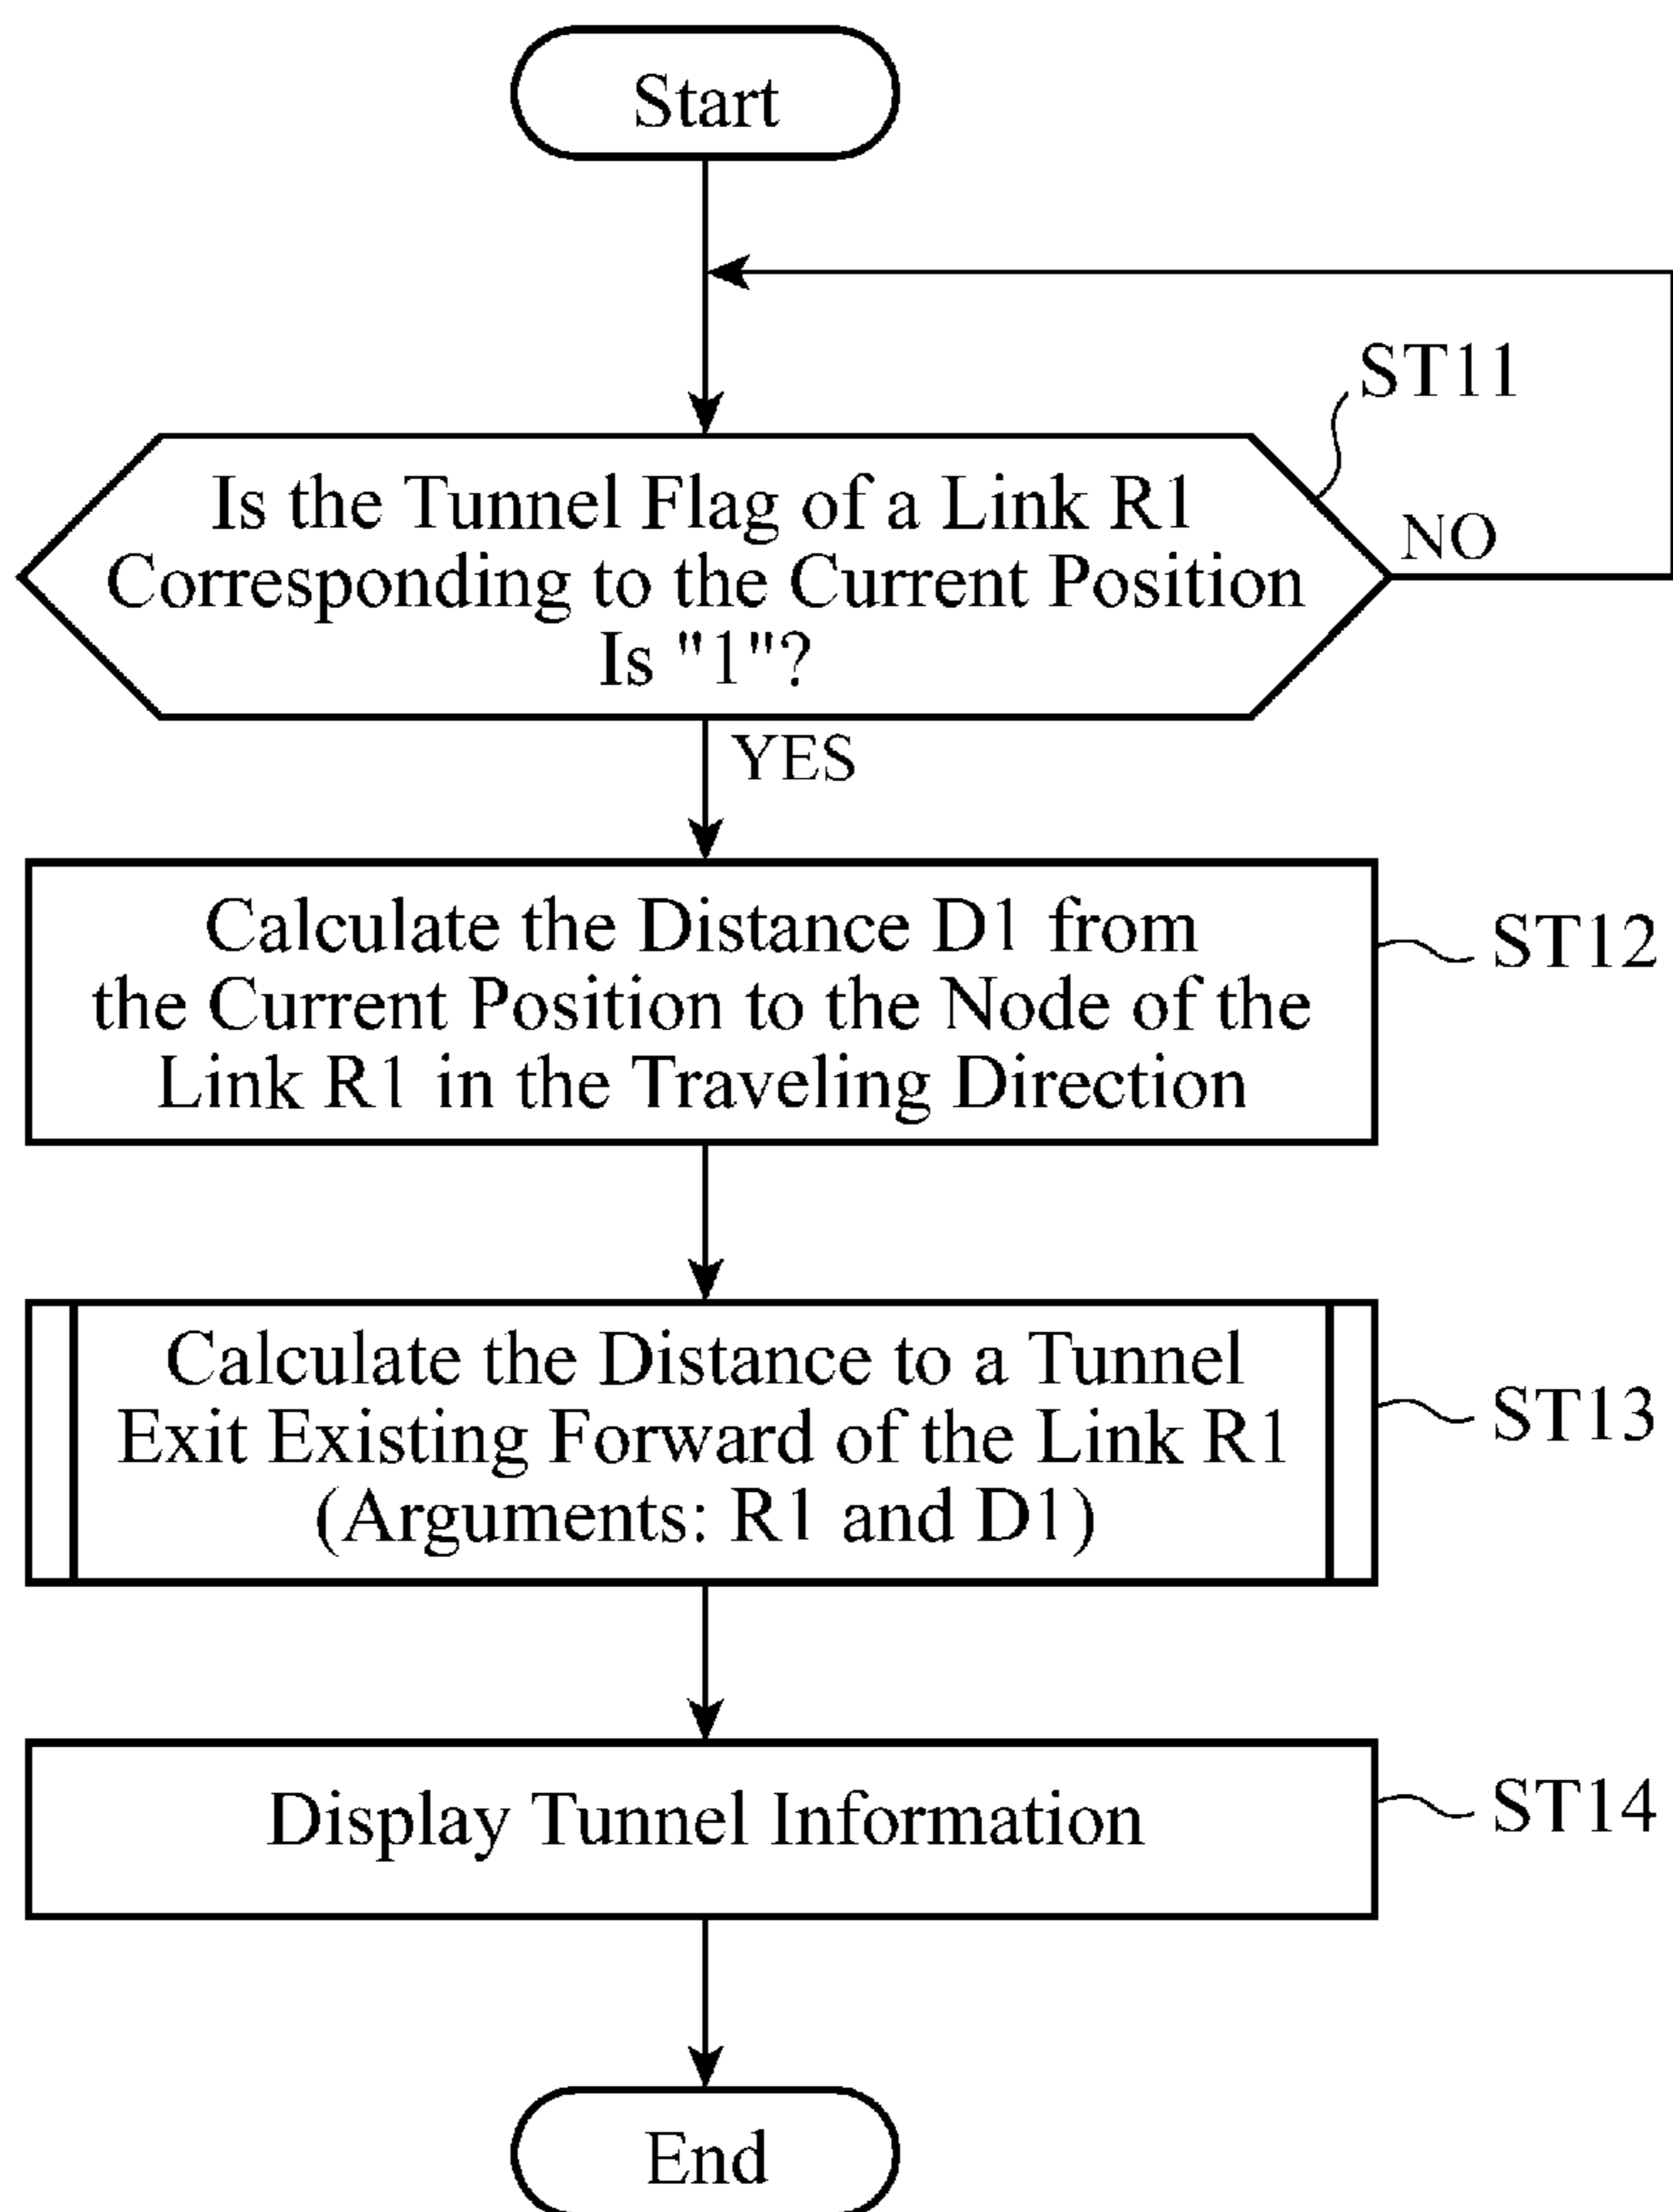 Start
ST11
Is the Tunnel Flag of a Link R1
Corresponding to the Current Position
Is "1"?
NO
YES
Calculate the Distance D1 from
the Current Position to the Node of the
Link R1 in the Traveling Direction
ST12
Calculate the Distance to a Tunnel
Exit Existing Forward of the Link R1
(Arguments: R1 and D1)
ST13
Display Tunnel Information
ST14
End